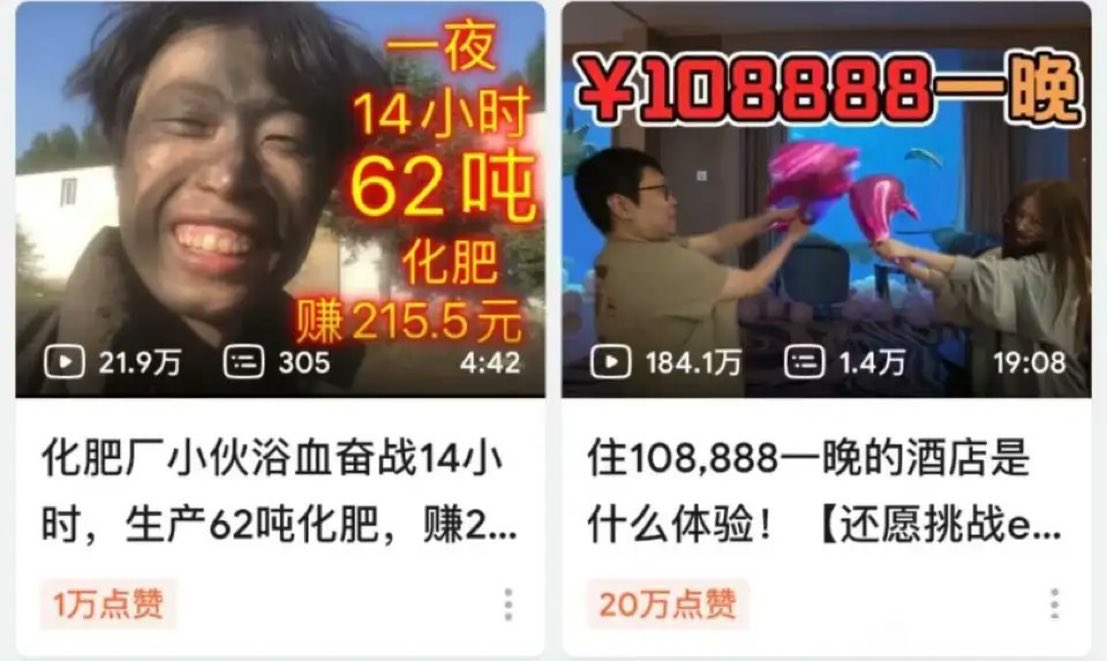 一夜
14小时
62吨
化肥
赚215.5元
21.9万 305 4:42
化肥厂小伙浴血奋战14小
时，生产62吨化肥，赚2...
1万点赞
¥108888一晚
184.1万 1.4万 19:08
住108,888一晚的酒店是
什么体验！【还愿挑战e...
20万点赞